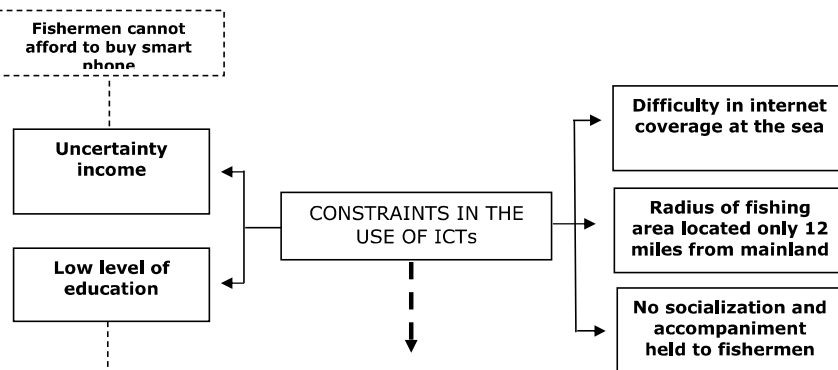 Fishermen cannot
afford to buy smart
phone
Uncertainty
income
Low level of
education
CONSTRAINTS IN THE
USE OF ICTs
Difficulty in internet
coverage at the sea
Radius of fishing
area located only 12
miles from mainland
No socialization and
accompaniment
held to fishermen